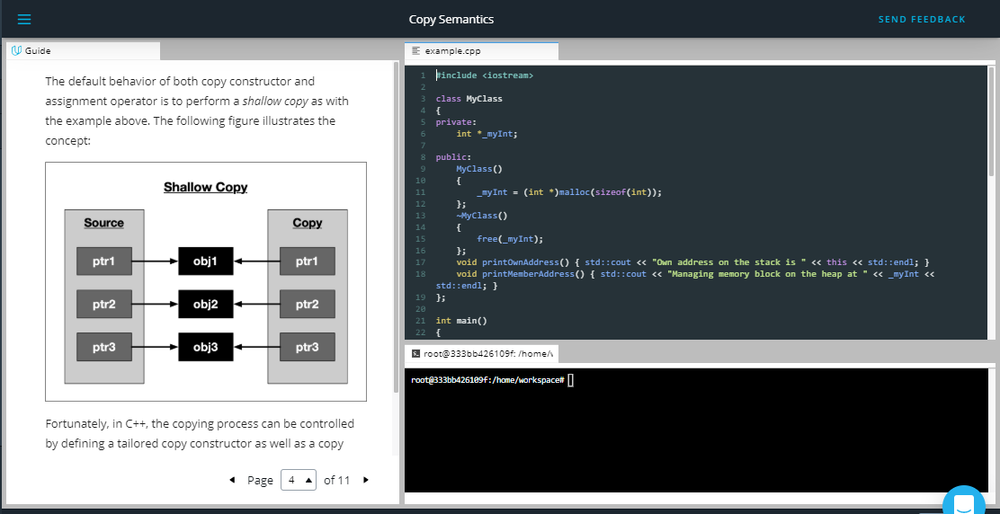 Copy Semantics
SEND FEEDBACK
Guide
The default behavior of both copy constructor and
assignment operator is to perform a shallow copy as with
the example above. The following figure illustrates the
concept:
Shallow Copy
Source
Copy
ptr1
obj1
ptr1
ptr2
obj2
ptr2
ptr3
obj3
ptr3
Fortunately, in C++, the copying process can be controlled
by defining a tailored copy constructor as well as a copy
Page 4 of 11
example.cpp
1 #include <iostream>
2
3 class MyClass
4 {
5 private:
6     int *_myInt;
7
8 public:
9     MyClass()
10     {
11         _myInt = (int *)malloc(sizeof(int));
12     };
13     ~MyClass()
14     {
15         free(_myInt);
16     };
17     void printOwnAddress() { std::cout << "Own address on the stack is " << this << std::endl; }
18     void printMemberAddress() { std::cout << "Managing memory block on the heap at " << _myInt <<
std::endl; }
19 };
20
21 int main()
22 {
root@333bb426109f: /home/w
root@333bb426109f:/home/workspace#